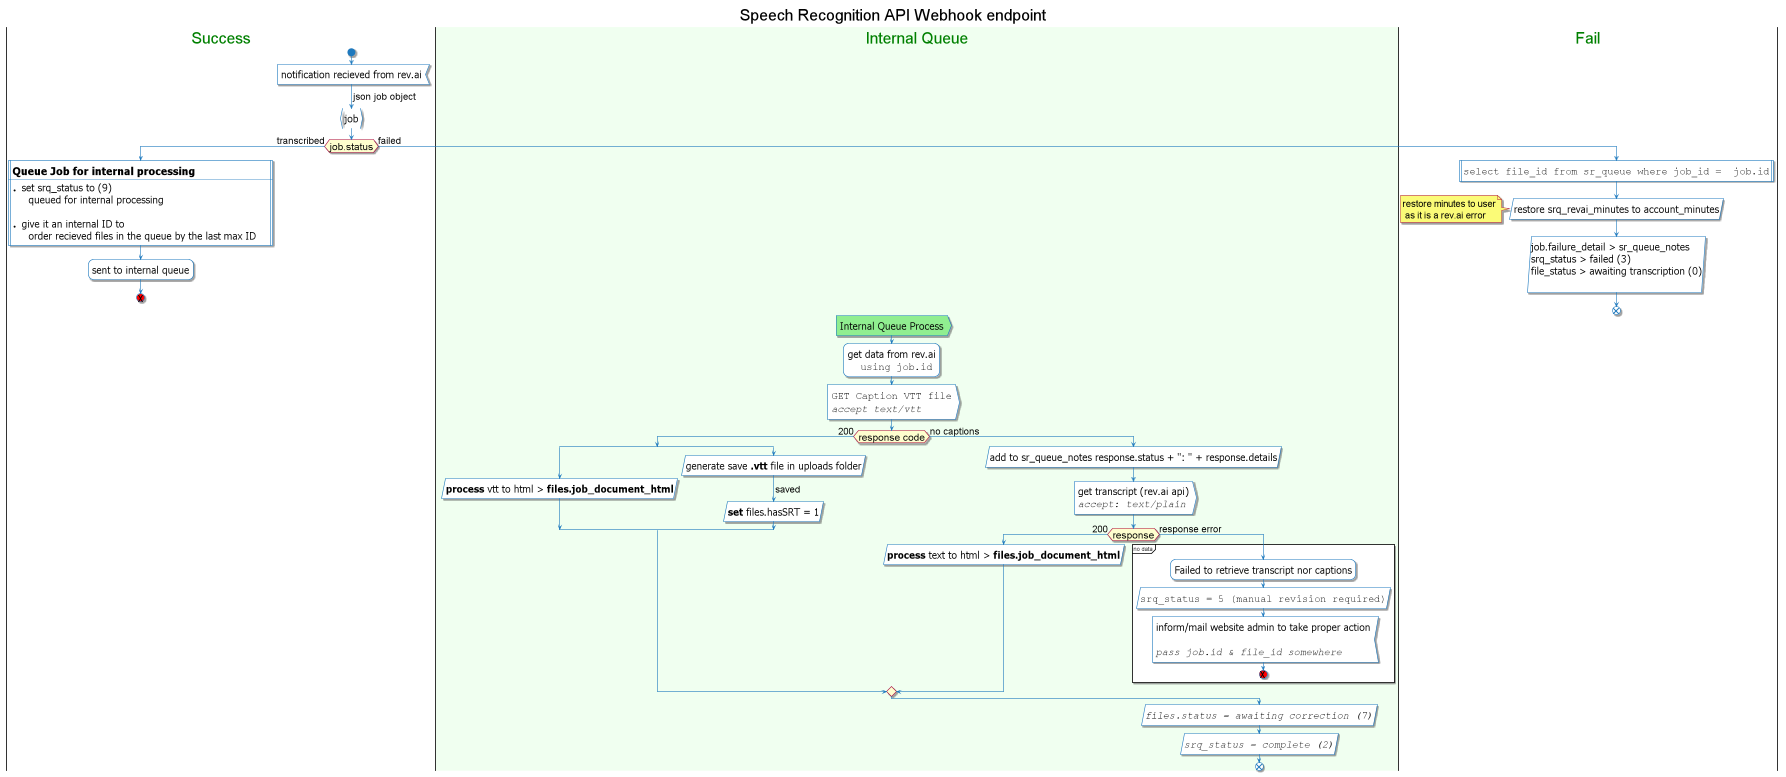 Speech Recognition API Webhook endpoint
Success
Internal Queue
Fail
notification recieved from rev.ai
json job object
job
transcribed
job.status
failed
Queue Job for internal processing
. set srq_status to (9)
queued for internal processing
. give it an internal ID to
order recieved files in the queue by the last max ID
sent to internal queue
select file_id from sr_queue where job_id =  job.id
restore minutes to user
as it is a rev.ai error
restore srq_revai_minutes to account_minutes
job.failure_detail > sr_queue_notes
srq_status > failed (3)
file_status > awaiting transcription (0)
Internal Queue Process
get data from rev.ai
using job.id
GET Caption VTT file
accept text/vtt
200
response code
no captions
generate save .vtt file in uploads folder
process vtt to html > files.job_document_html
saved
set files.hasSRT = 1
add to sr_queue_notes response.status + ": " + response.details
get transcript (rev.ai api)
accept: text/plain
200
response
response error
process text to html > files.job_document_html
no data
Failed to retrieve transcript nor captions
srq_status = 5 (manual revision required)
inform/mail website admin to take proper action
pass job.id & file_id somewhere
files.status = awaiting correction (7)
srq_status = complete (2)